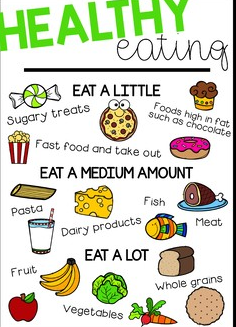 HEALTHY
eating
EAT A LITTLE
Sugary treats
Foods high in fat
such as chocolate
Fast food and take out
EAT A MEDIUM AMOUNT
Pasta
Dairy products
Fish
Meat
EAT A LOT
Fruit
Vegetables
Whole grains